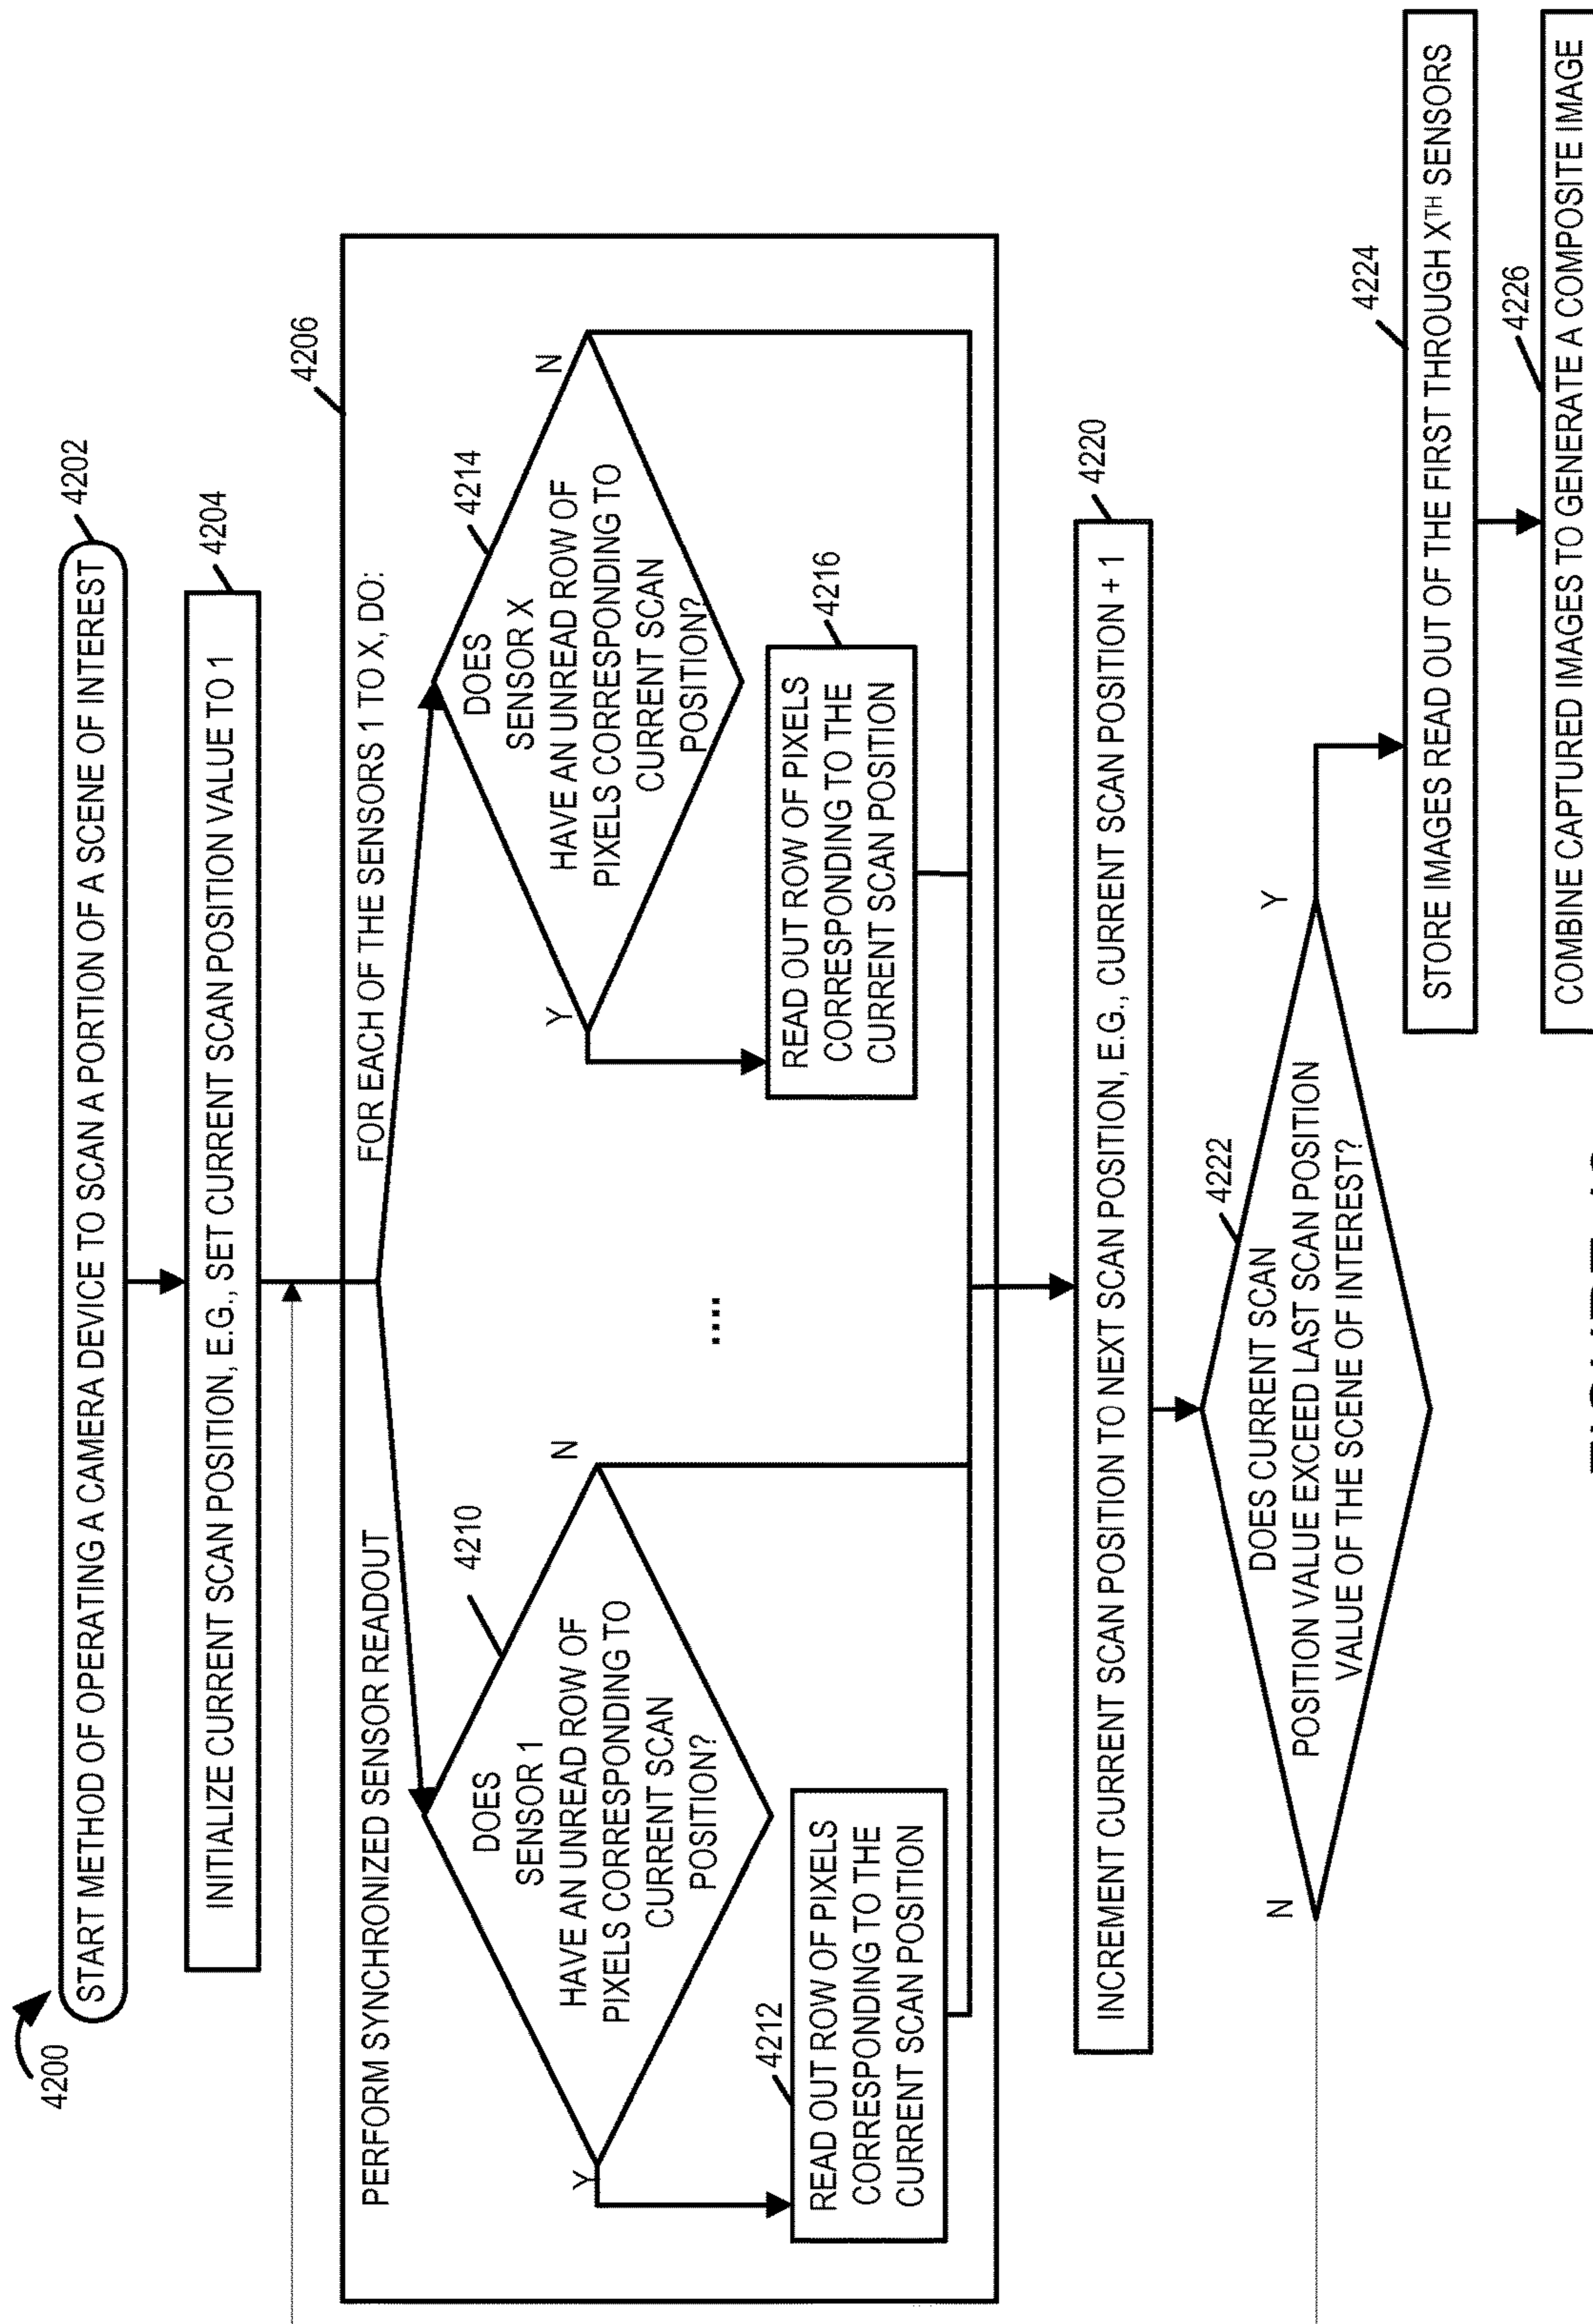 4200
START METHOD OF OPERATING A CAMERA DEVICE TO SCAN A PORTION OF A SCENE OF INTEREST
4202
INITIALIZE CURRENT SCAN POSITION, E.G., SET CURRENT SCAN POSITION VALUE TO 1
4204
4206
PERFORM SYNCHRONIZED SENSOR READOUT
FOR EACH OF THE SENSORS 1 TO X, DO:
4210
DOES
SENSOR 1
HAVE AN UNREAD ROW OF
PIXELS CORRESPONDING TO
CURRENT SCAN
POSITION?
Y
N
4212
READ OUT ROW OF PIXELS
CORRESPONDING TO THE
CURRENT SCAN POSITION
....
4214
DOES
SENSOR X
HAVE AN UNREAD ROW OF
PIXELS CORRESPONDING TO
CURRENT SCAN
POSITION?
Y
N
4216
READ OUT ROW OF PIXELS
CORRESPONDING TO THE
CURRENT SCAN POSITION
4220
INCREMENT CURRENT SCAN POSITION TO NEXT SCAN POSITION, E.G., CURRENT SCAN POSITION + 1
4222
DOES CURRENT SCAN
POSITION VALUE EXCEED LAST SCAN POSITION
VALUE OF THE SCENE OF INTEREST?
N
Y
4224
STORE IMAGES READ OUT OF THE FIRST THROUGH XTH SENSORS
4226
COMBINE CAPTURED IMAGES TO GENERATE A COMPOSITE IMAGE